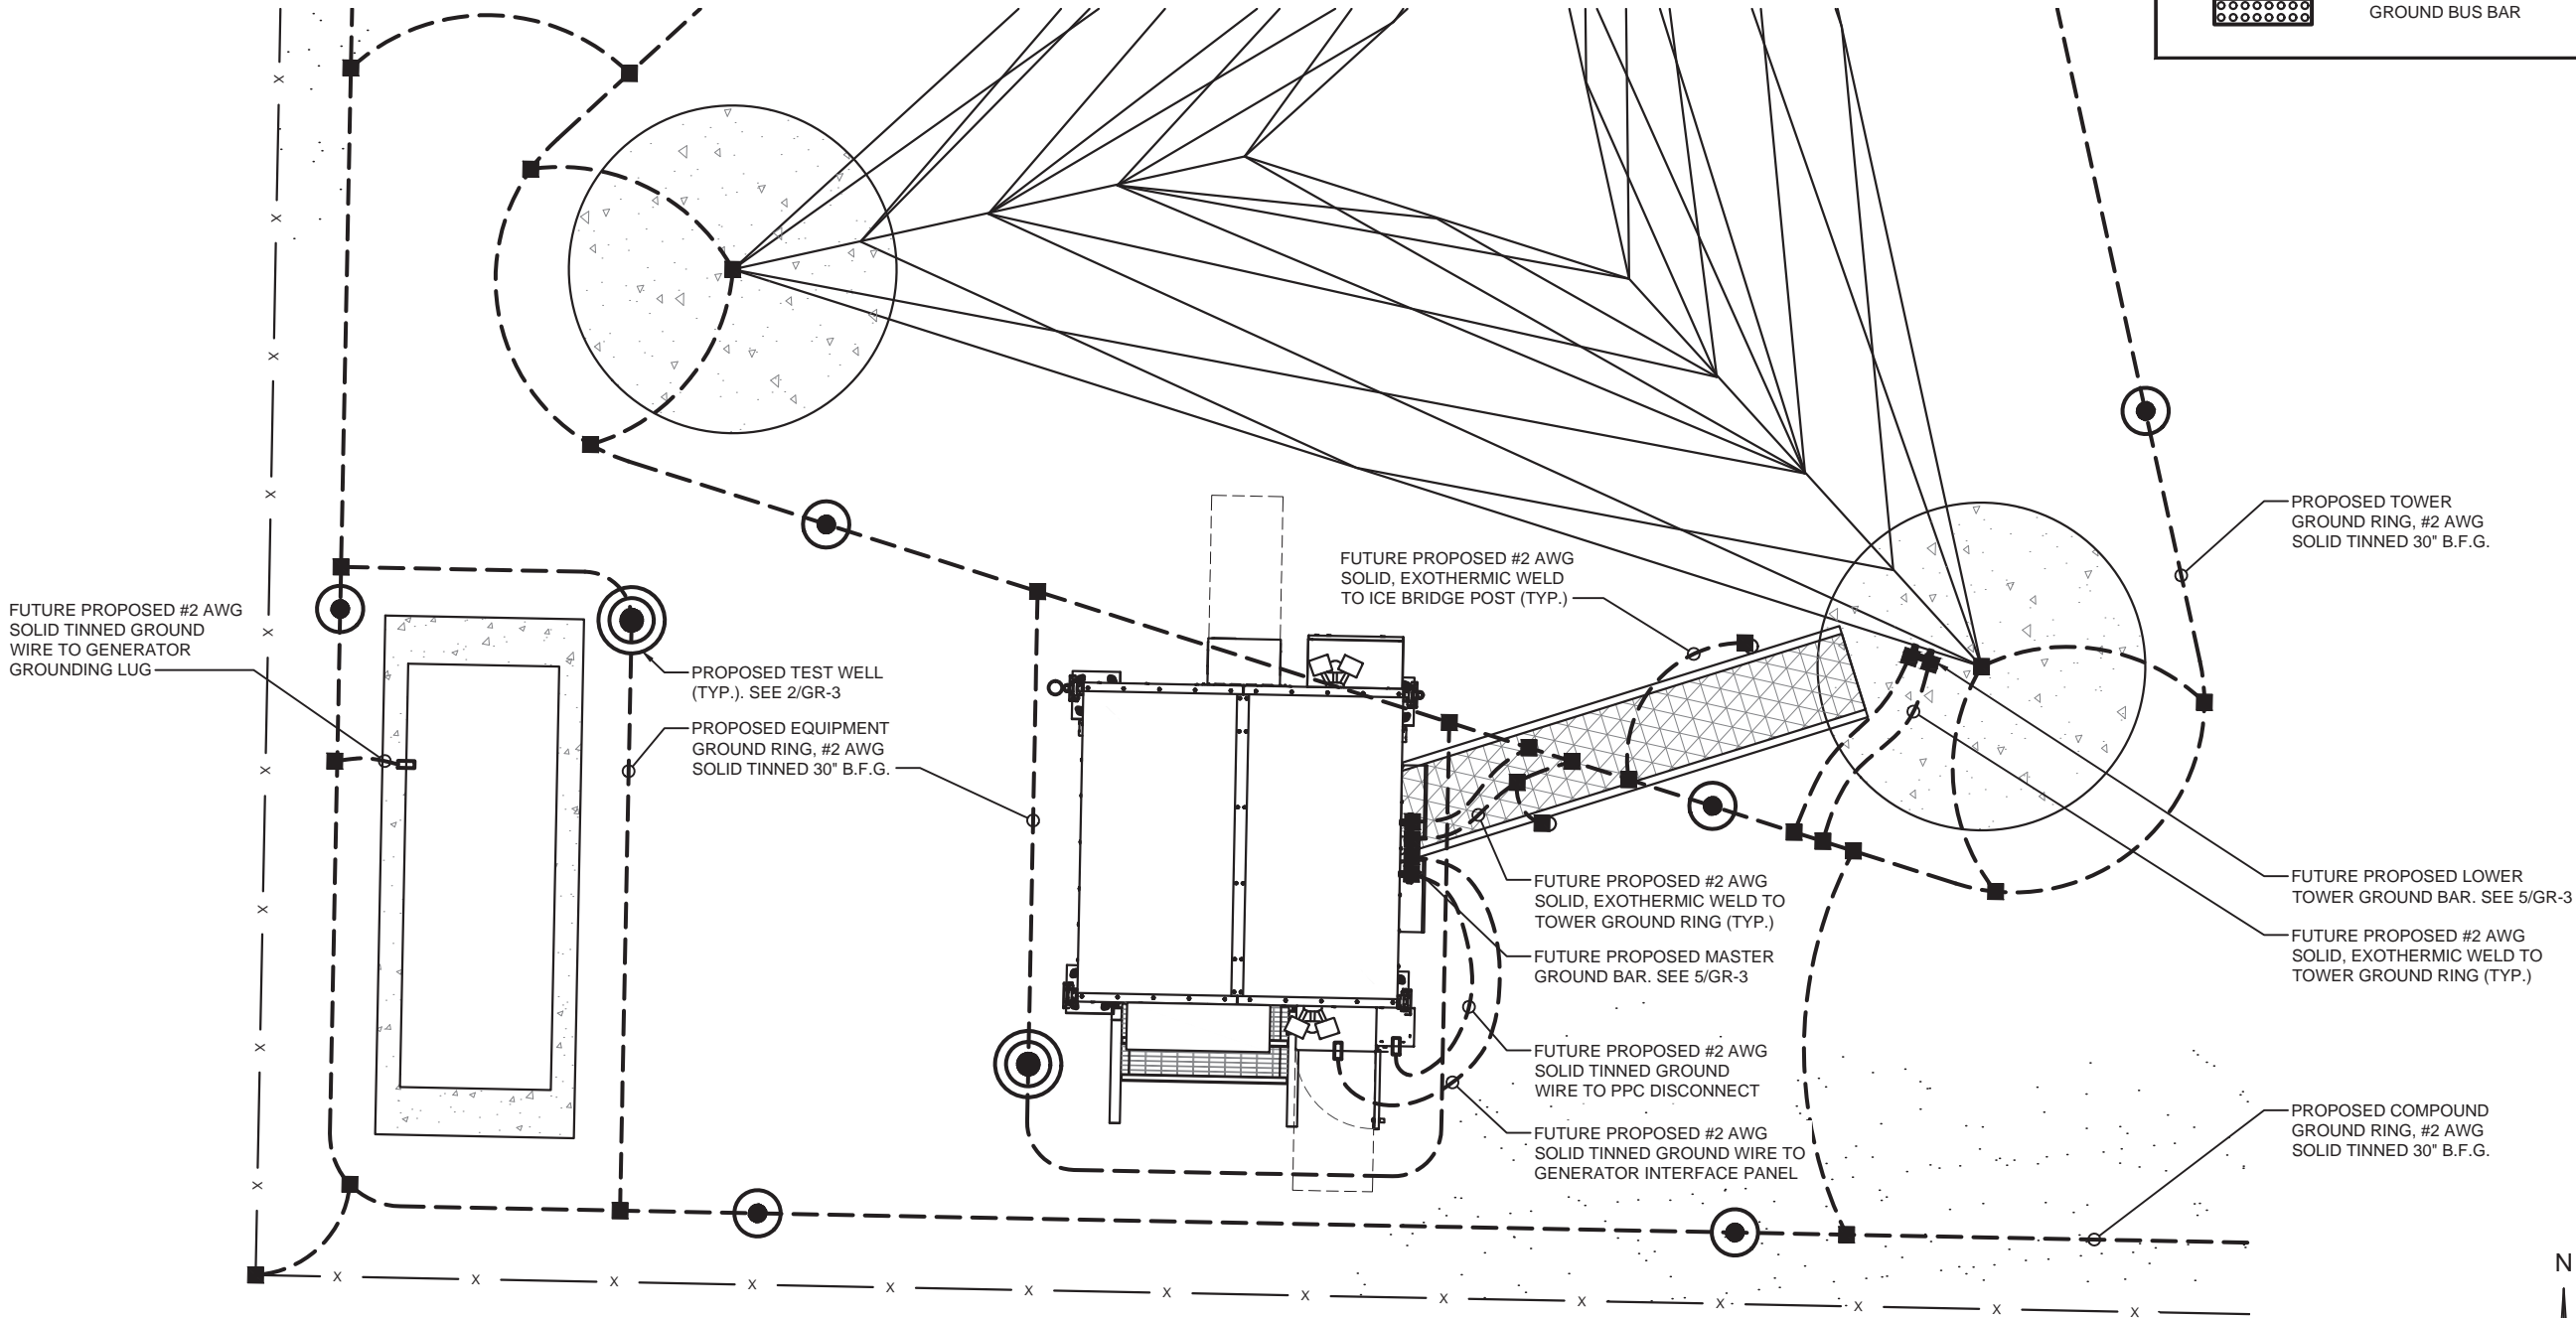 GROUND BUS BAR
PROPOSED TOWER
GROUND RING, #2 AWG
SOLID TINNED 30" B.F.G.
FUTURE PROPOSED #2 AWG
SOLID, EXOTHERMIC WELD
TO ICE BRIDGE POST (TYP.)
FUTURE PROPOSED #2 AWG
SOLID TINNED GROUND
WIRE TO GENERATOR
GROUNDING LUG
PROPOSED TEST WELL
(TYP.). SEE 2/GR-3
PROPOSED EQUIPMENT
GROUND RING, #2 AWG
SOLID TINNED 30" B.F.G.
FUTURE PROPOSED #2 AWG
SOLID, EXOTHERMIC WELD TO
TOWER GROUND RING (TYP.)
FUTURE PROPOSED MASTER
GROUND BAR. SEE 5/GR-3
FUTURE PROPOSED #2 AWG
SOLID TINNED GROUND
WIRE TO PPC DISCONNECT
FUTURE PROPOSED #2 AWG
SOLID TINNED GROUND WIRE TO
GENERATOR INTERFACE PANEL
FUTURE PROPOSED LOWER
TOWER GROUND BAR. SEE 5/GR-3
FUTURE PROPOSED #2 AWG
SOLID, EXOTHERMIC WELD TO
TOWER GROUND RING (TYP.)
PROPOSED COMPOUND
GROUND RING, #2 AWG
SOLID TINNED 30" B.F.G.
N